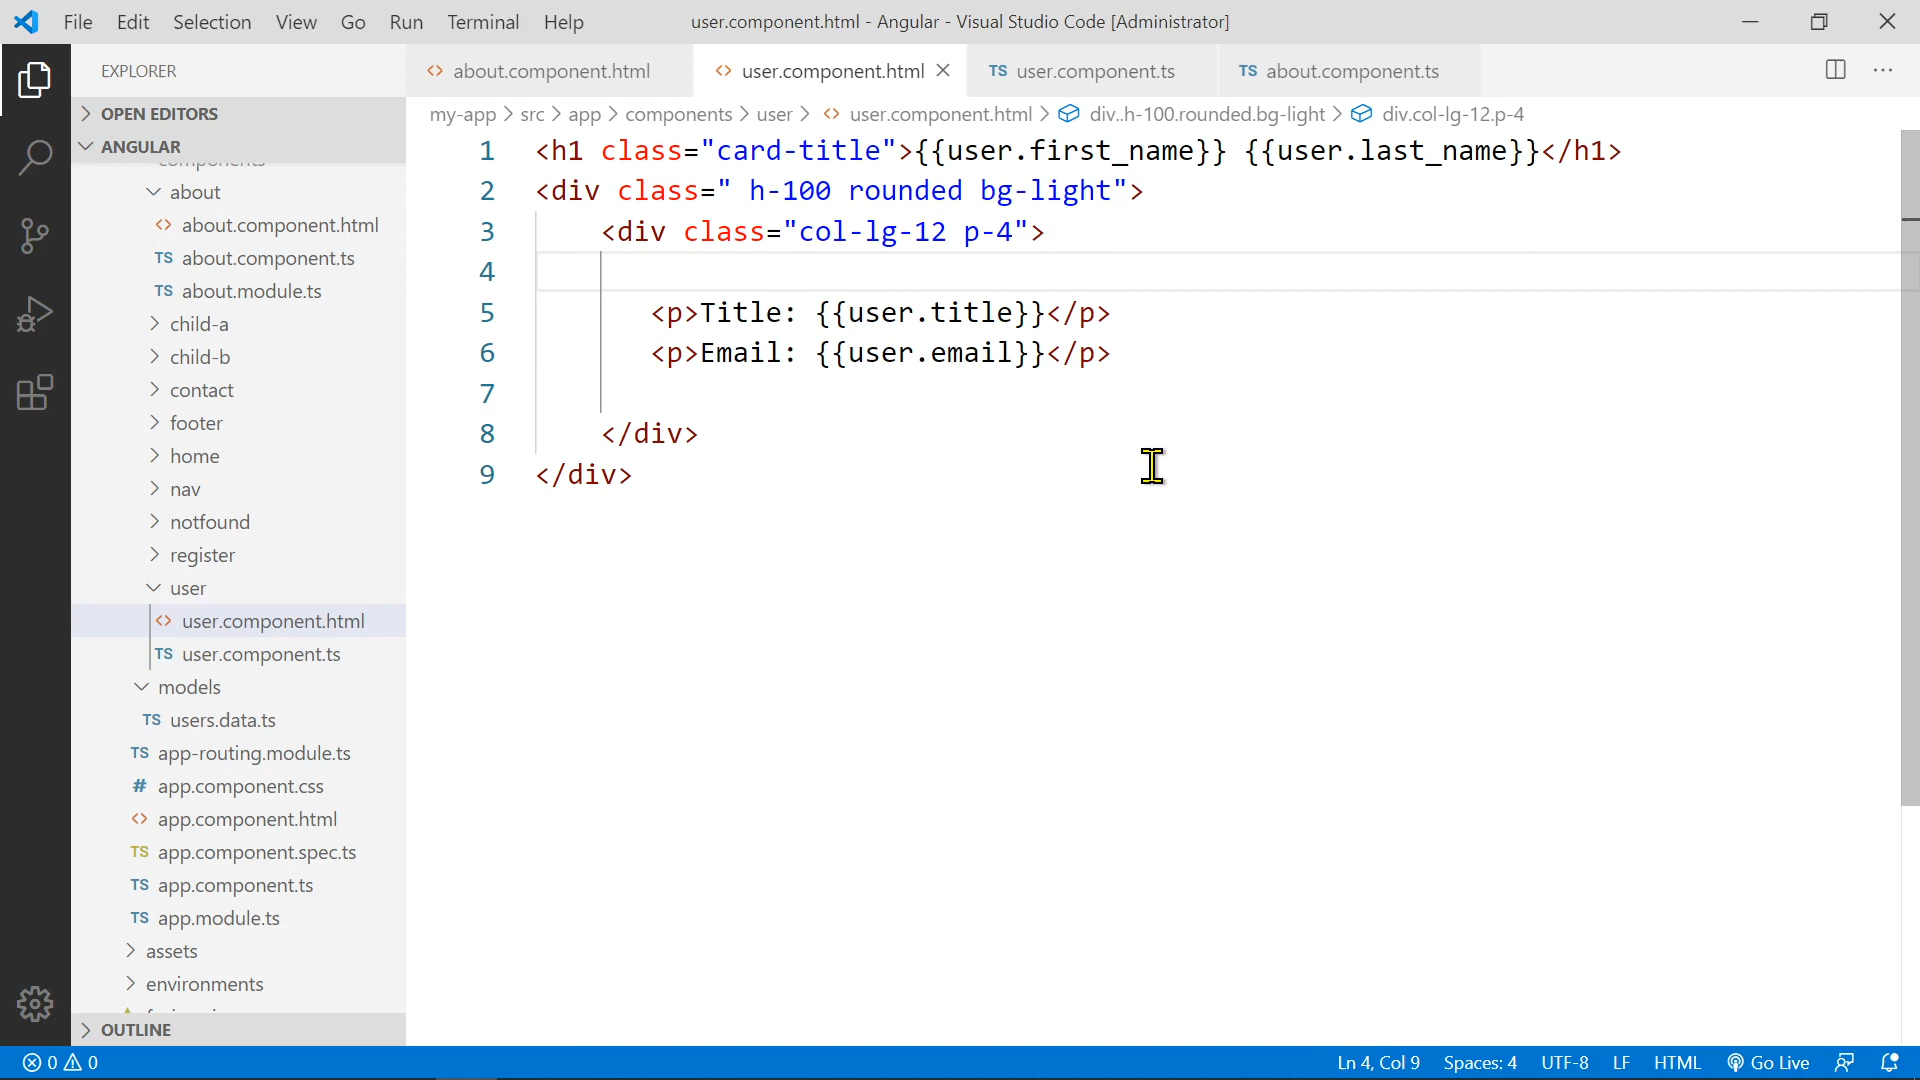 File Edit Selection View Go Run Terminal Help user.component.html - Angular - Visual Studio Code [Administrator]
EXPLORER
about.component.html user.component.html TS user.component.ts TS about.component.ts
OPEN EDITORS
my-app > src > app > components > user > user.component.html > div..h-100.rounded.bg-light > div.col-lg-12.p-4
ANGULAR
components
about
about.component.html
TS about.component.ts
TS about.module.ts
child-a
child-b
contact
footer
home
nav
notfound
register
user
user.component.html
TS user.component.ts
models
TS users.data.ts
TS app-routing.module.ts
# app.component.css
app.component.html
TS app.component.spec.ts
TS app.component.ts
TS app.module.ts
assets
environments
OUTLINE
1 <h1 class="card-title">{{user.first_name}} {{user.last_name}}</h1>
2 <div class=" h-100 rounded bg-light">
3 <div class="col-lg-12 p-4">
4
5 <p>Title: {{user.title}}</p>
6 <p>Email: {{user.email}}</p>
7
8 </div>
9 </div>
0 0 Ln 4, Col 9 Spaces: 4 UTF-8 LF HTML Go Live